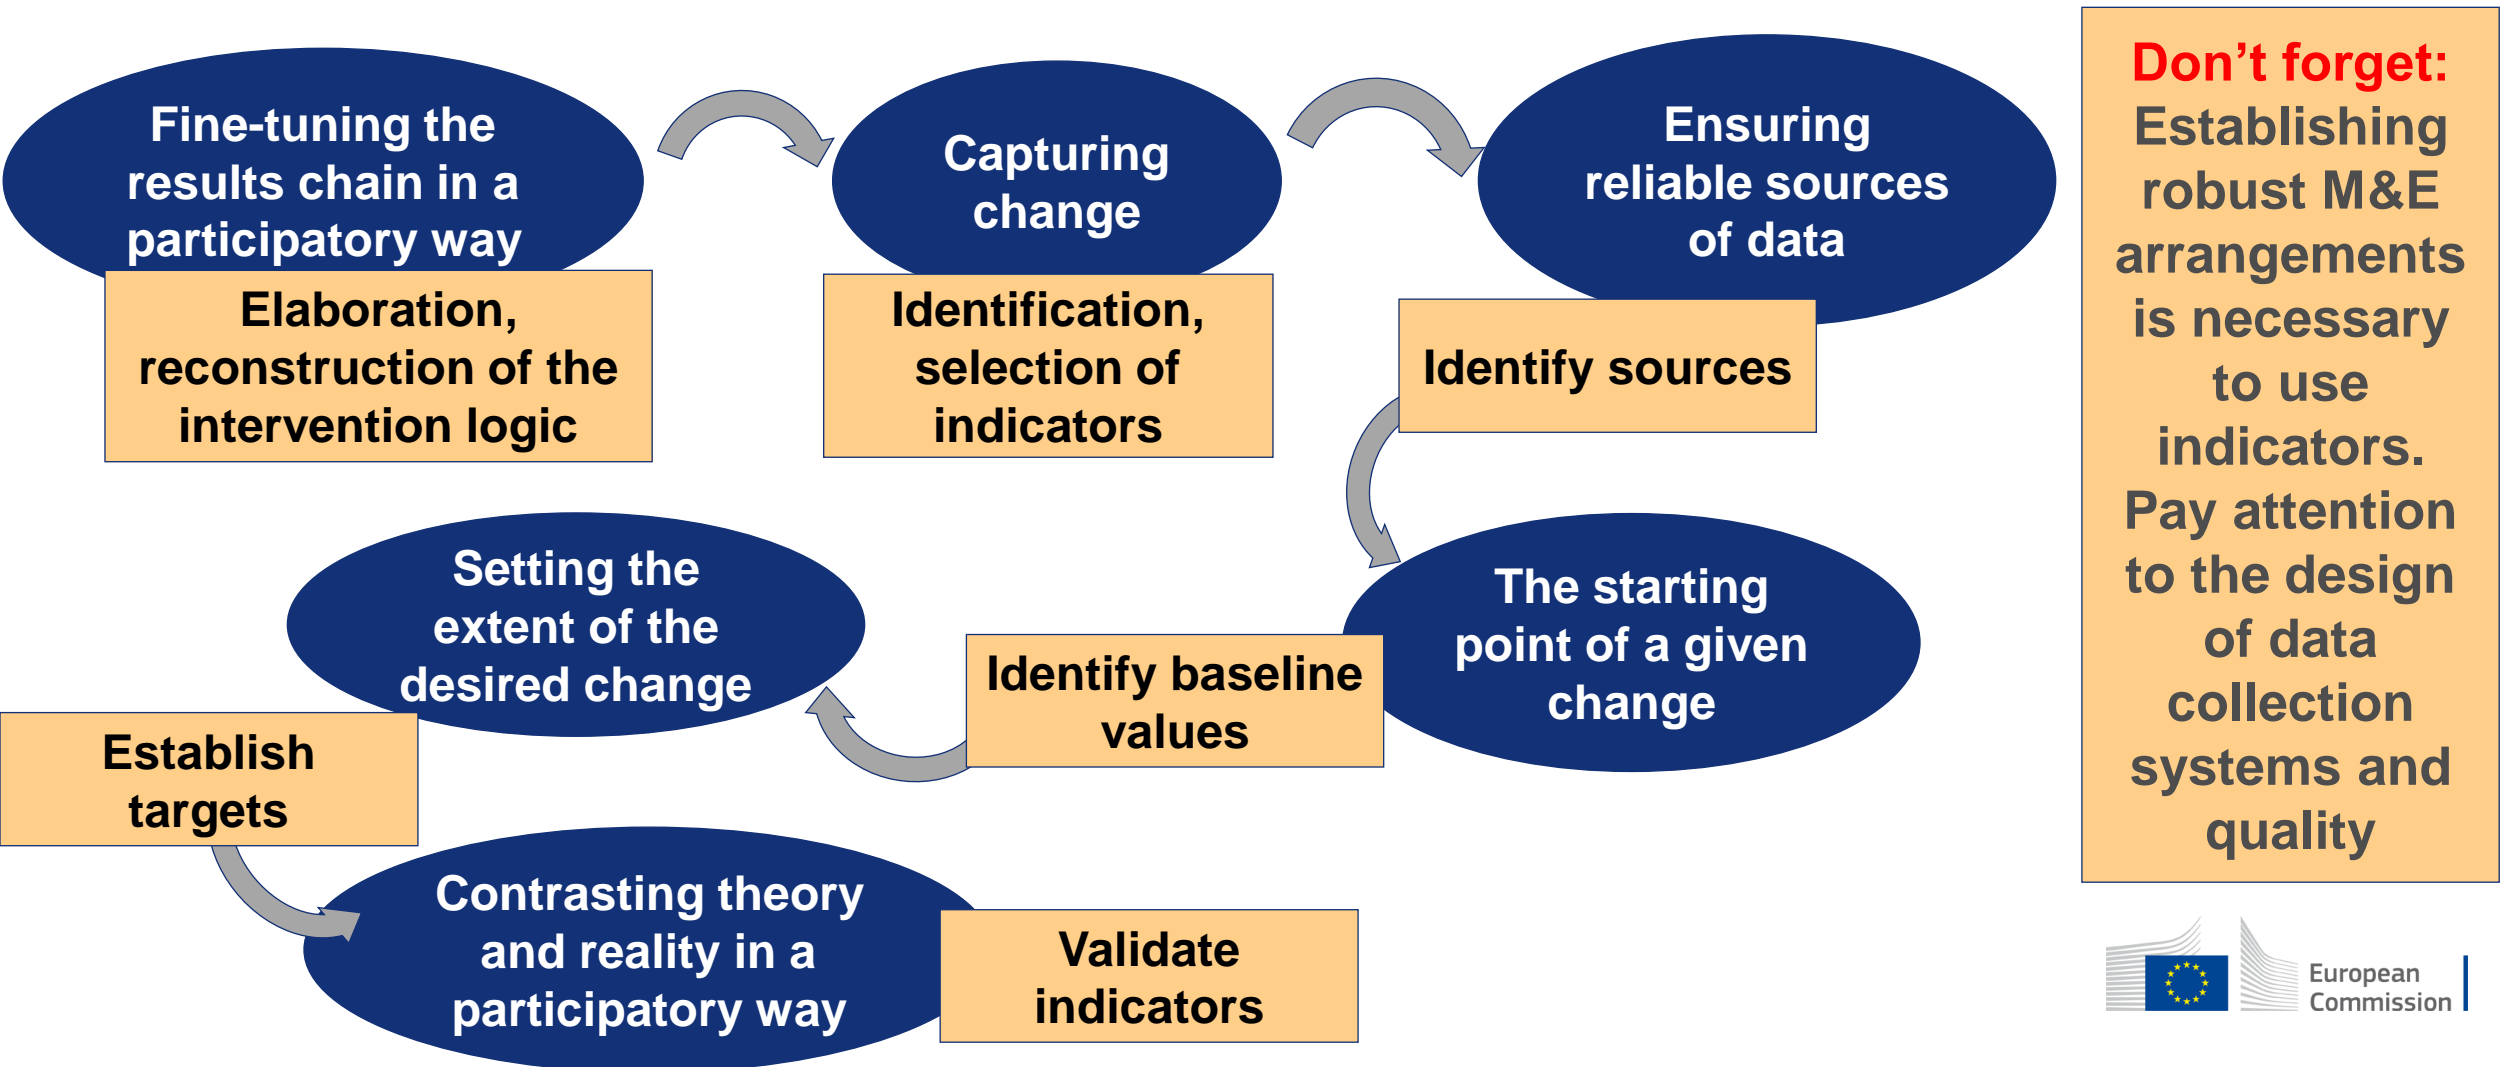 Fine-tuning the
results chain in a
participatory way
Elaboration,
reconstruction of the
intervention logic
Capturing
change
Identification,
selection of
indicators
Ensuring
reliable sources
of data
Identify sources
The starting
point of a given
change
Identify baseline
values
Setting the
extent of the
desired change
Establish
targets
Contrasting theory
and reality in a
participatory way
Validate
indicators
Don’t forget:
Establishing
robust M&E
arrangements
is necessary
to use
indicators.
Pay attention
to the design
of data
collection
systems and
quality
European
Commission